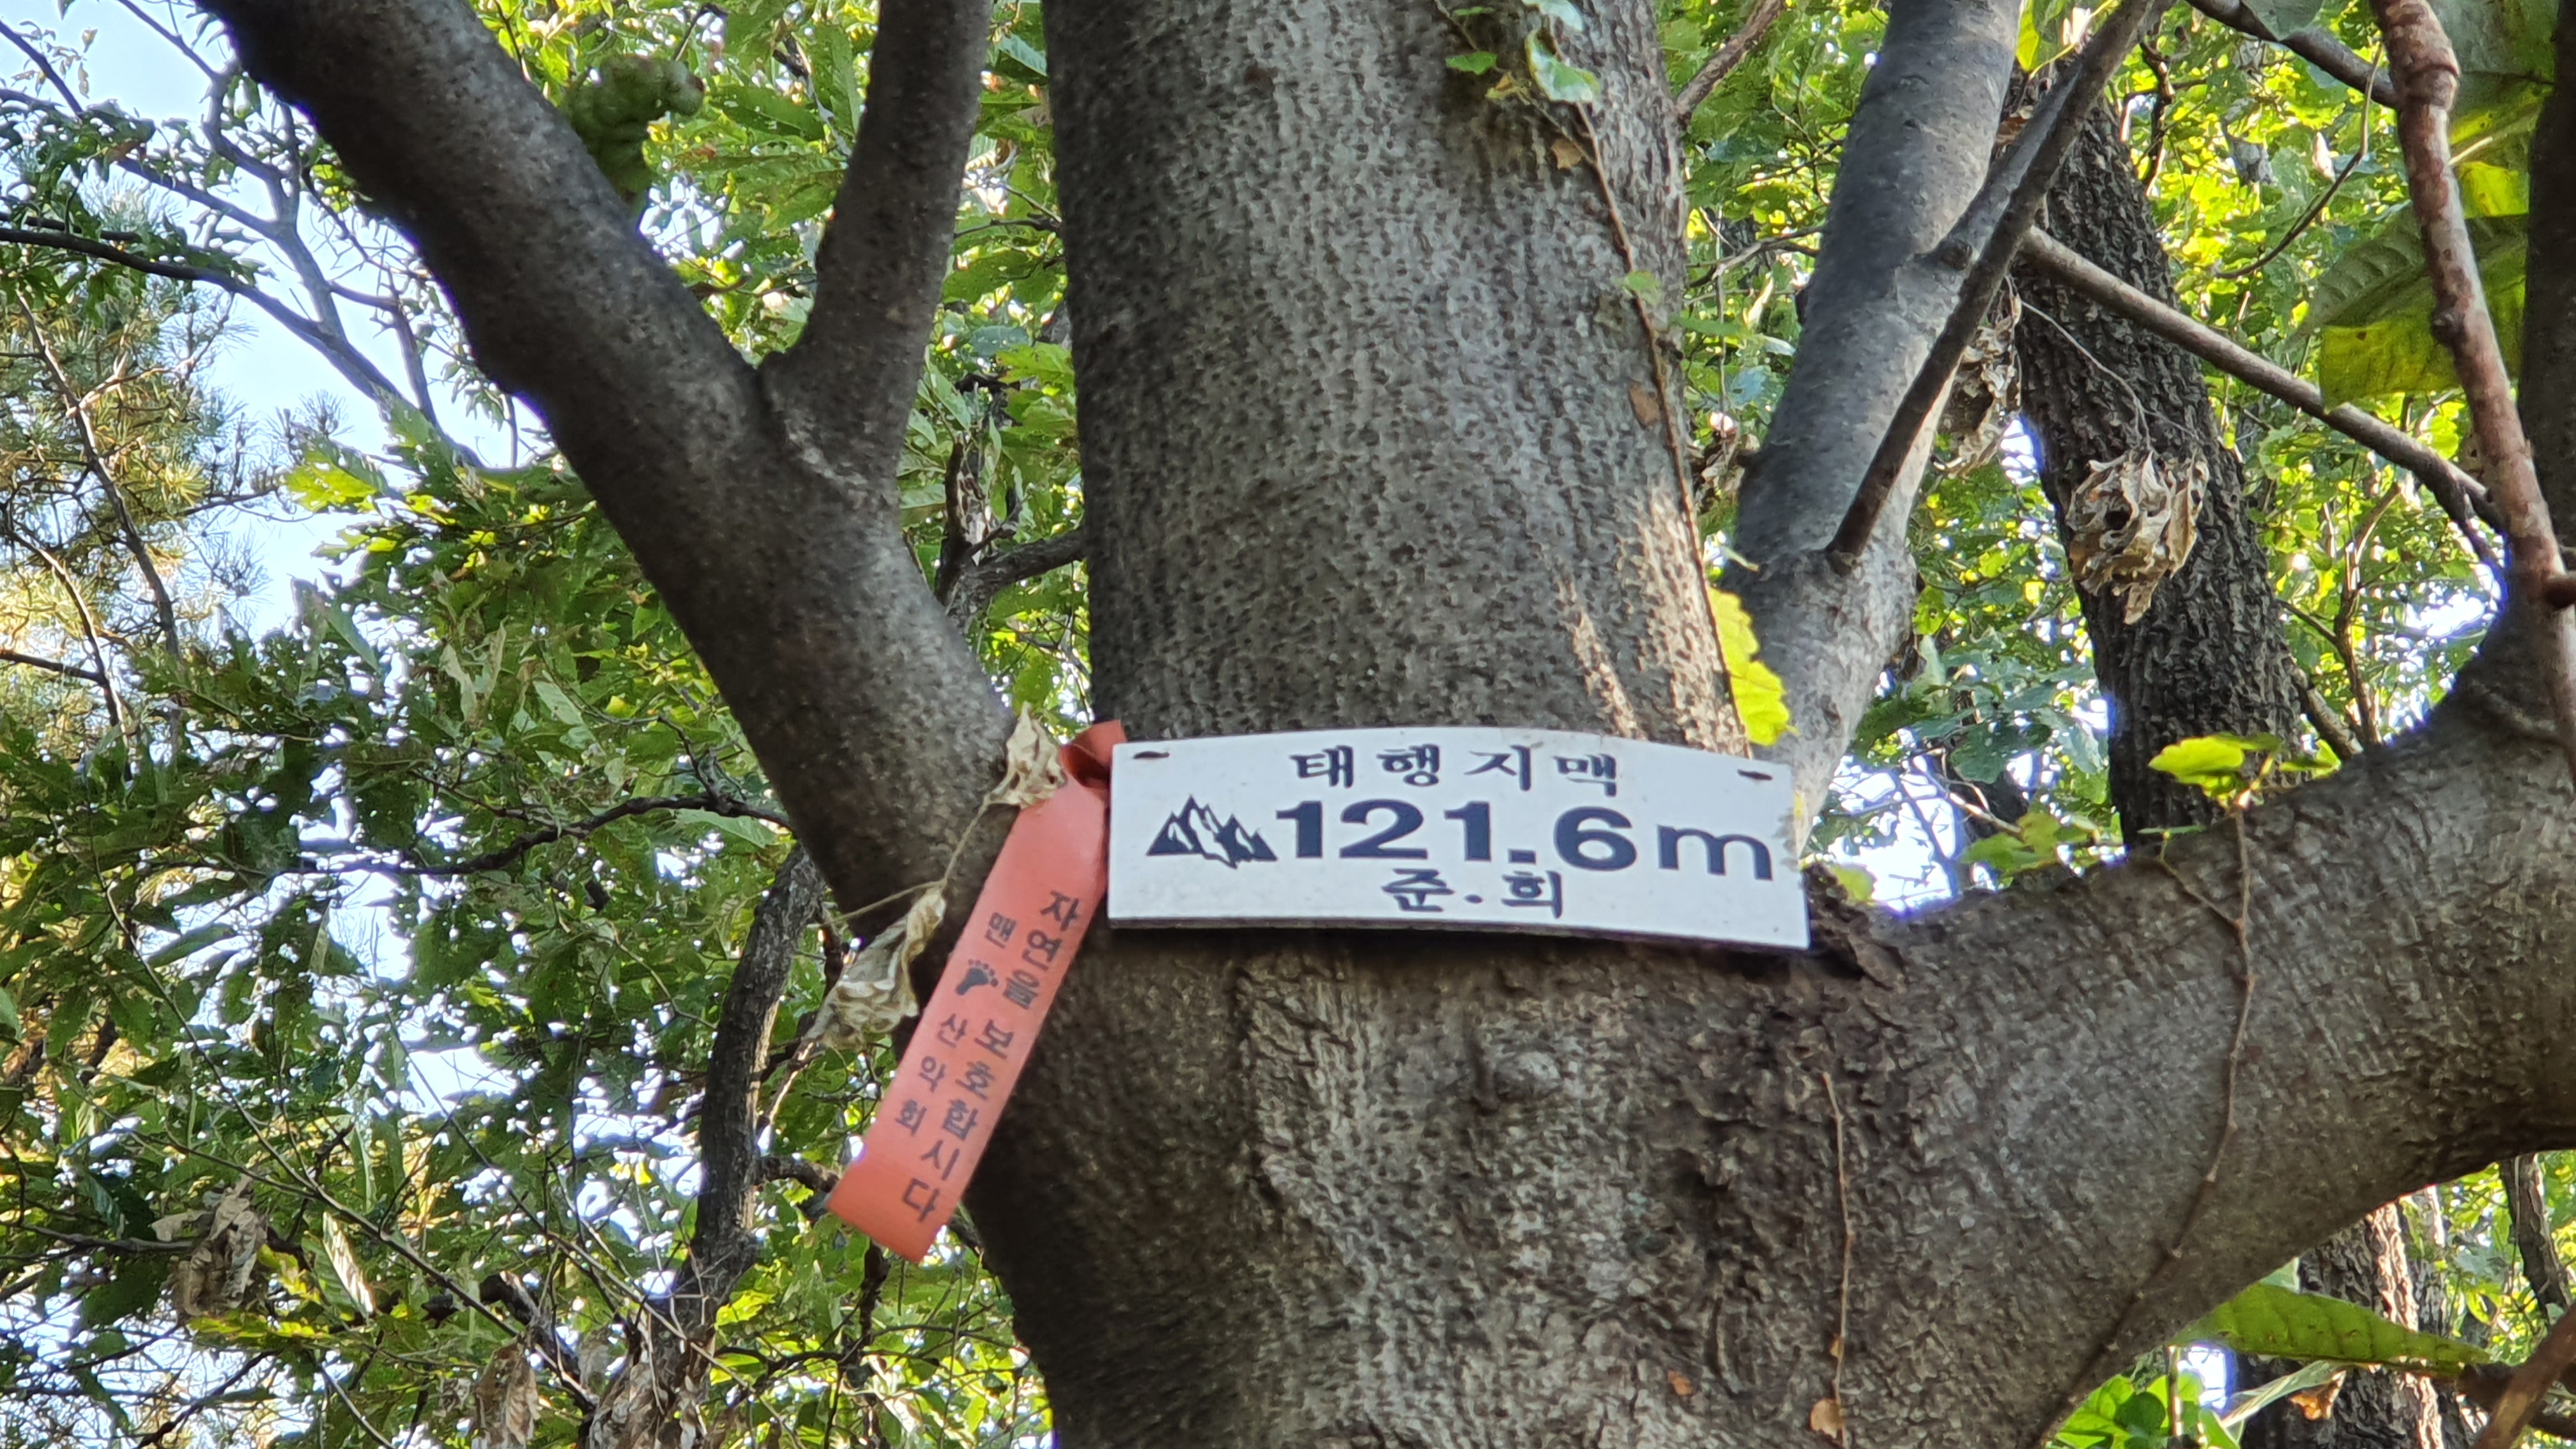 태행지맥
121.6m
준·희
자연을 보호합시다
맨 산악회